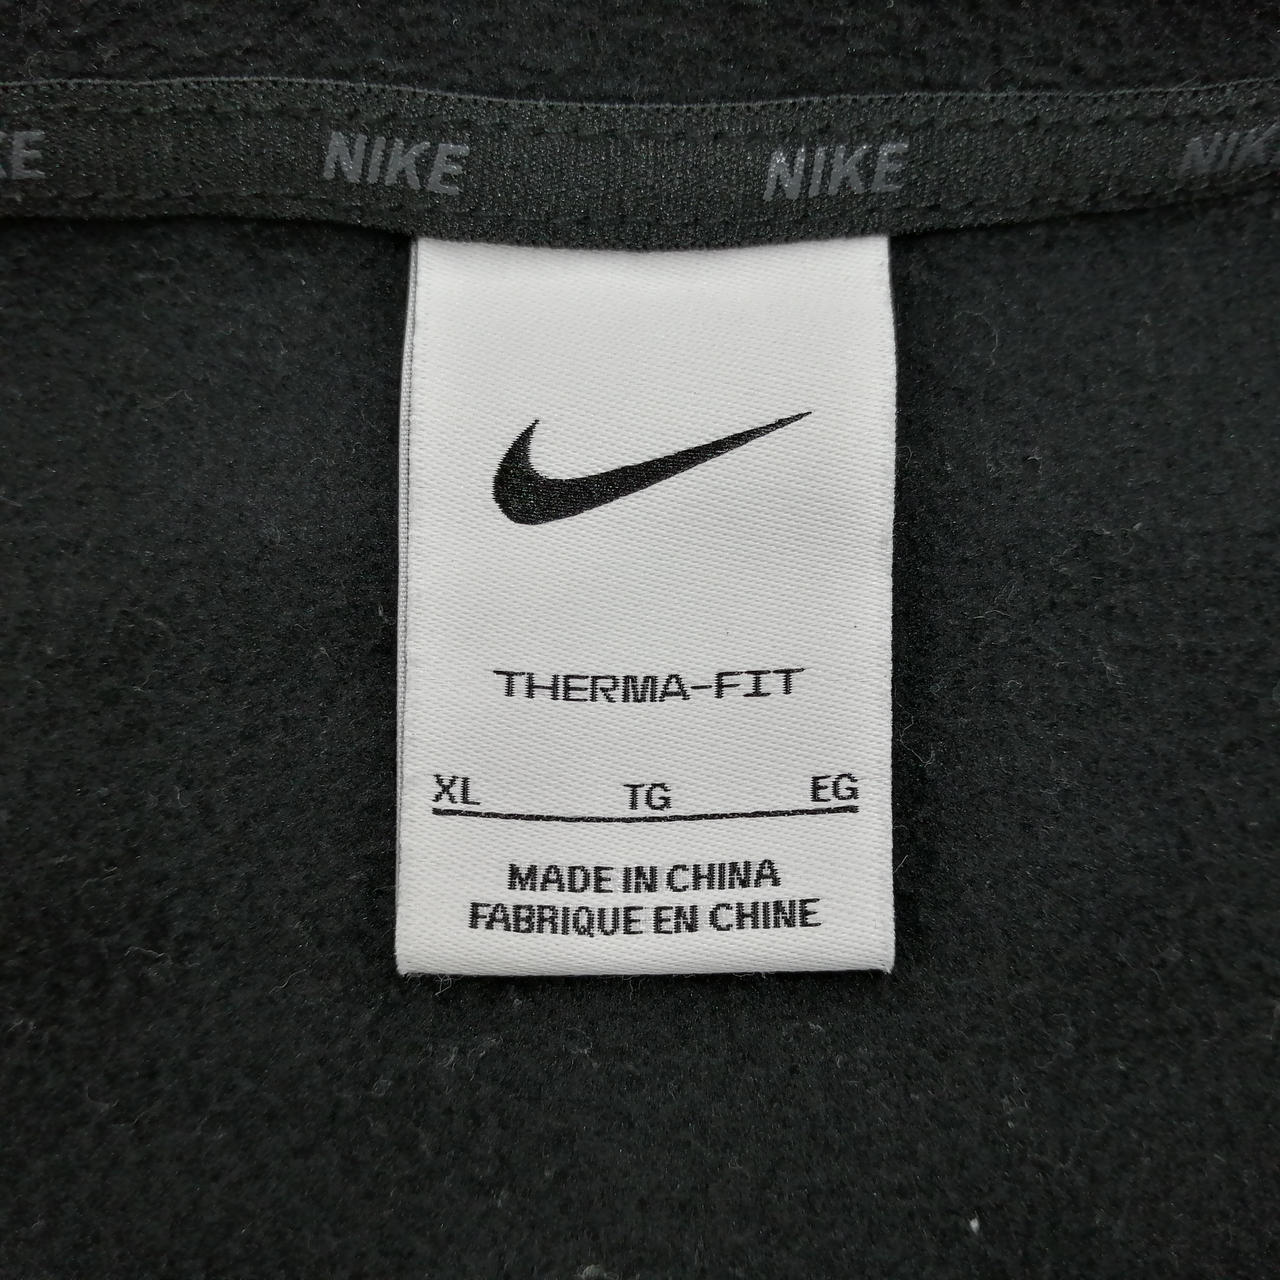 NIKE NIKE
THERMA-FIT
XL TG EG
MADE IN CHINA
FABRIQUE EN CHINE